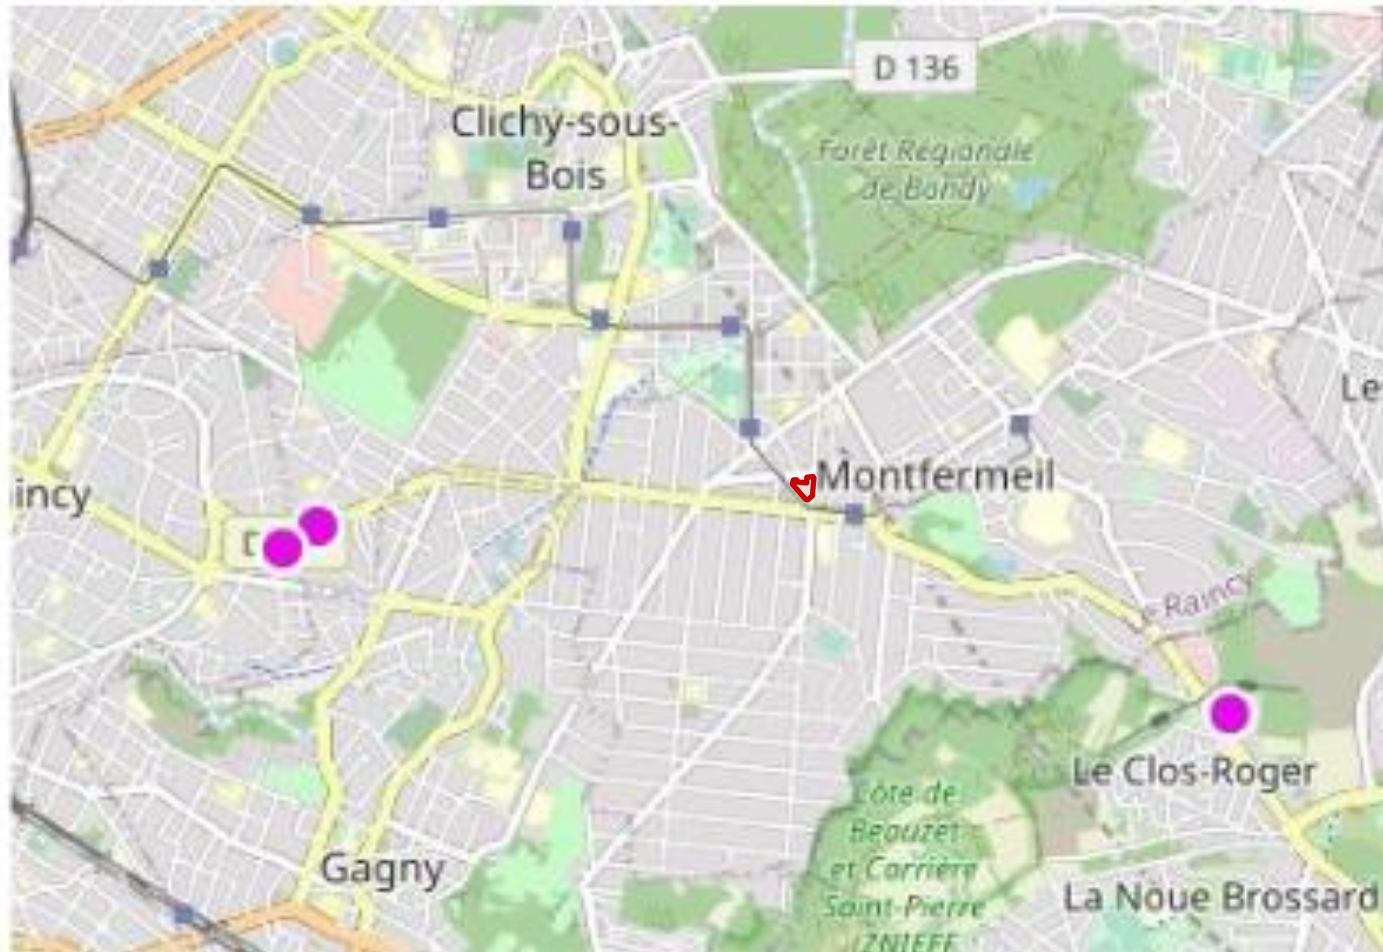 D 136
Clichy-sous-
Bois
Forêt Régionale
de Bondy
Le
incy
Montfermeil
Raincy
Le Clos-Roger
Côte de
Beauzet
et Carrière
Saint-Pierre
(ZNIEFF
Gagny
La Noue Brossard